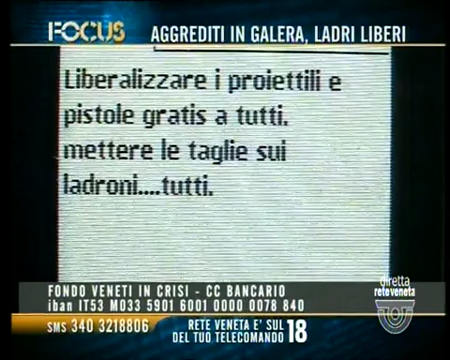 FOCUS
AGGREDITI IN GALERA, LADRI LIBERI
Liberalizzare i proiettili e
pistole gratis a tutti.
mettere le taglie sui
ladroni....tutti.
FONDO VENETI IN CRISI - CC BANCARIO
iban IT53 M033 5901 6001 0000 0078 840
diretta
reteveneta
SMS 340 3218806
RETE VENETA E' SUL
DEL TUO TELECOMANDO 18